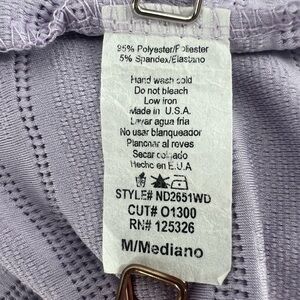 95% Polyester/Poliester
5% Spandex/Elastano
Hand wash cold
Do not bleach
Low iron
Made in U.S.A.
Lavar agua fria
No usar blanqueador
Planchar al reves
Secar colgado
Hecho en E.U.A
STYLE# ND2651WD
CUT# O1300
RN# 125326
M/Mediano